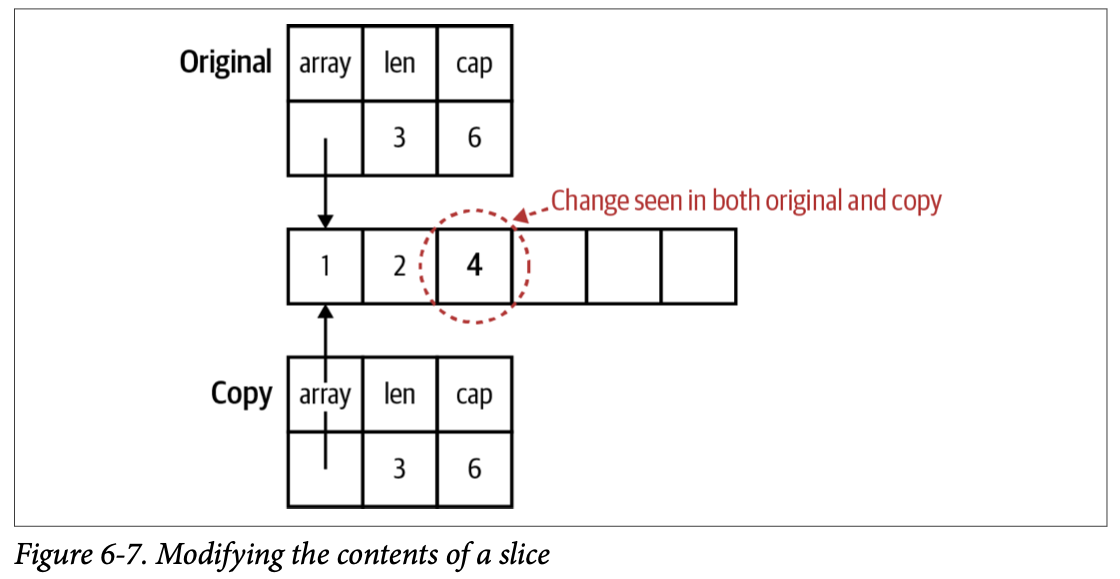 Original array len cap
3 6
Change seen in both original and copy
1 2 4
Copy array len cap
3 6
Figure 6-7. Modifying the contents of a slice